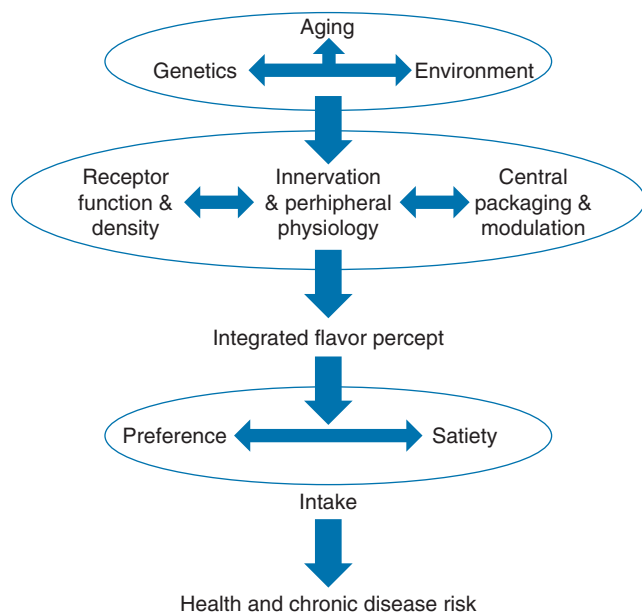 Aging
Genetics
Environment
Receptor
function &
density
Innervation
& perhipheral
physiology
Central
packaging &
modulation
Integrated flavor percept
Preference
Satiety
Intake
Health and chronic disease risk